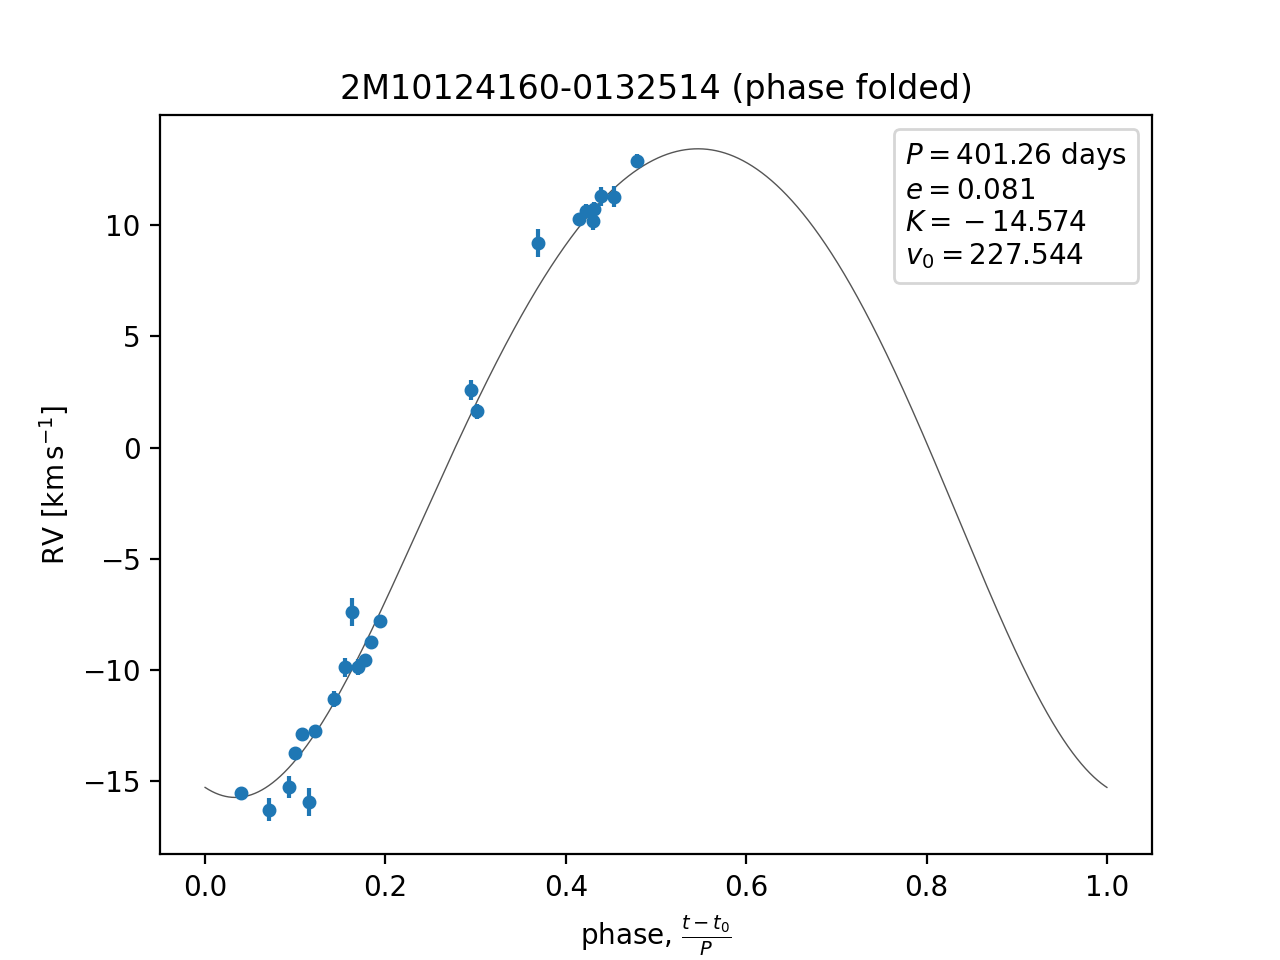 2M10124160-0132514 (phase folded)
P = 401.26 days
e = 0.081
K = −14.574
v₀ = 227.544
10
5
0
−5
−10
−15
RV [km s⁻¹]
0.0 0.2 0.4 0.6 0.8 1.0
phase, (t − t₀)/P